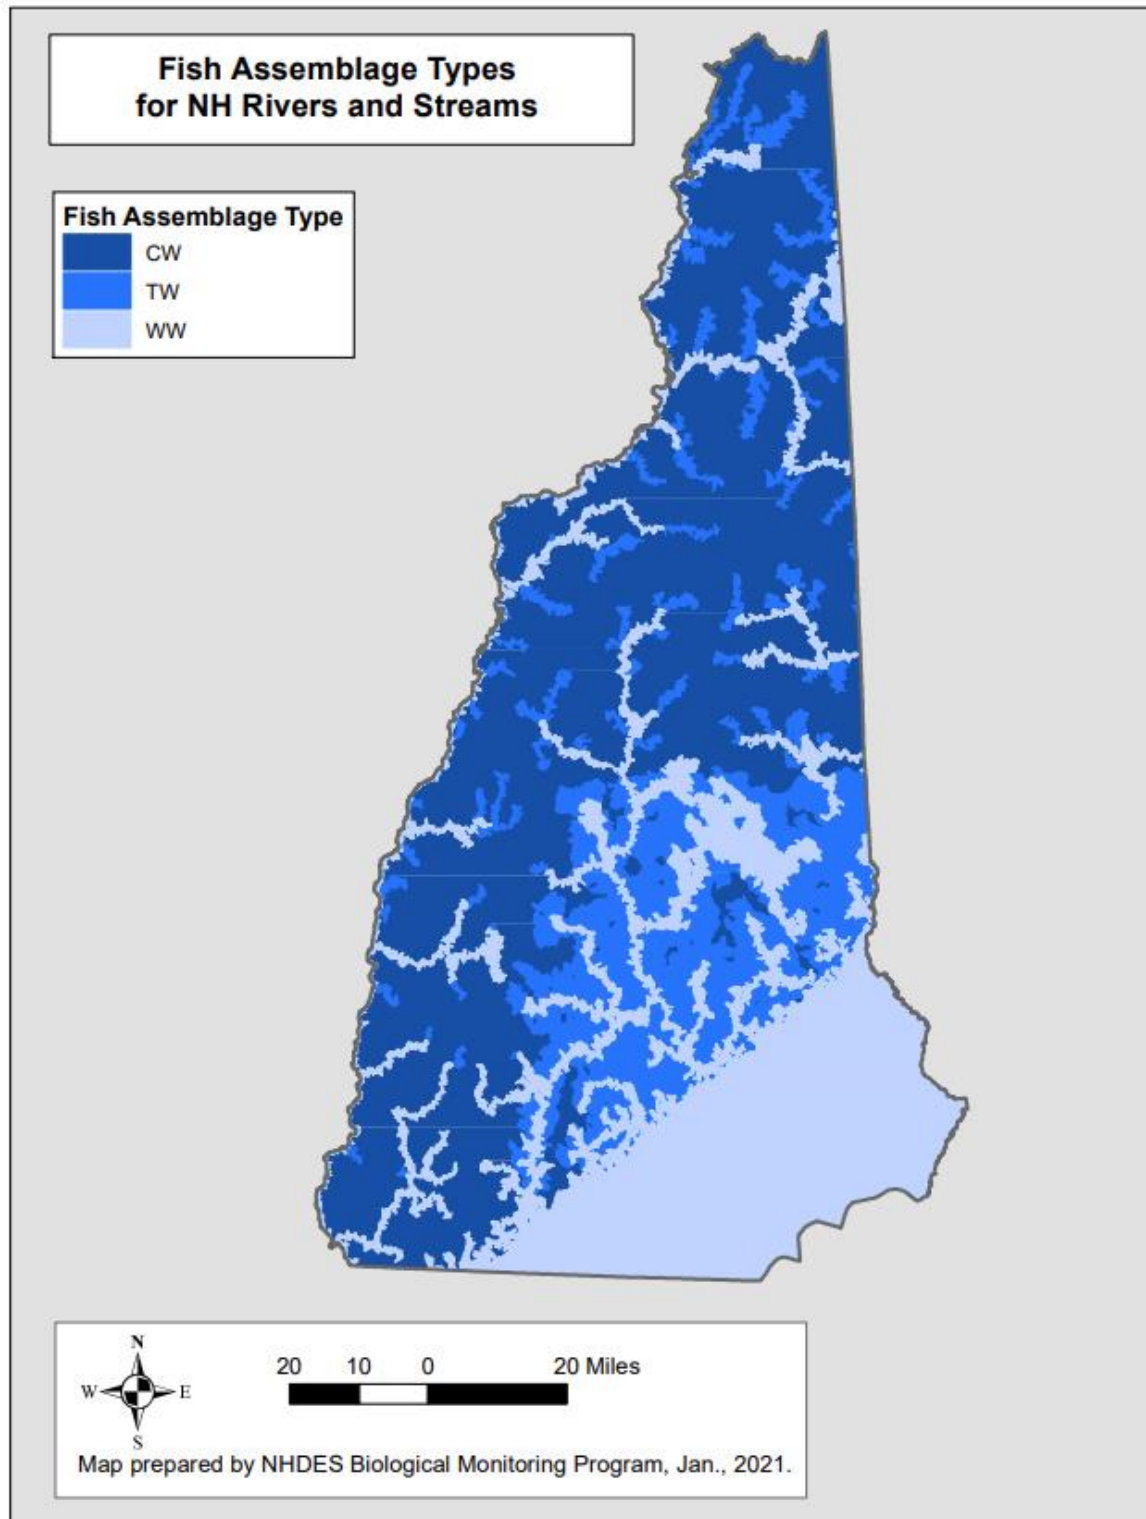 Fish Assemblage Types
for NH Rivers and Streams
Fish Assemblage Type
CW
TW
WW
N
W E
S
20 10 0 20 Miles
Map prepared by NHDES Biological Monitoring Program, Jan., 2021.